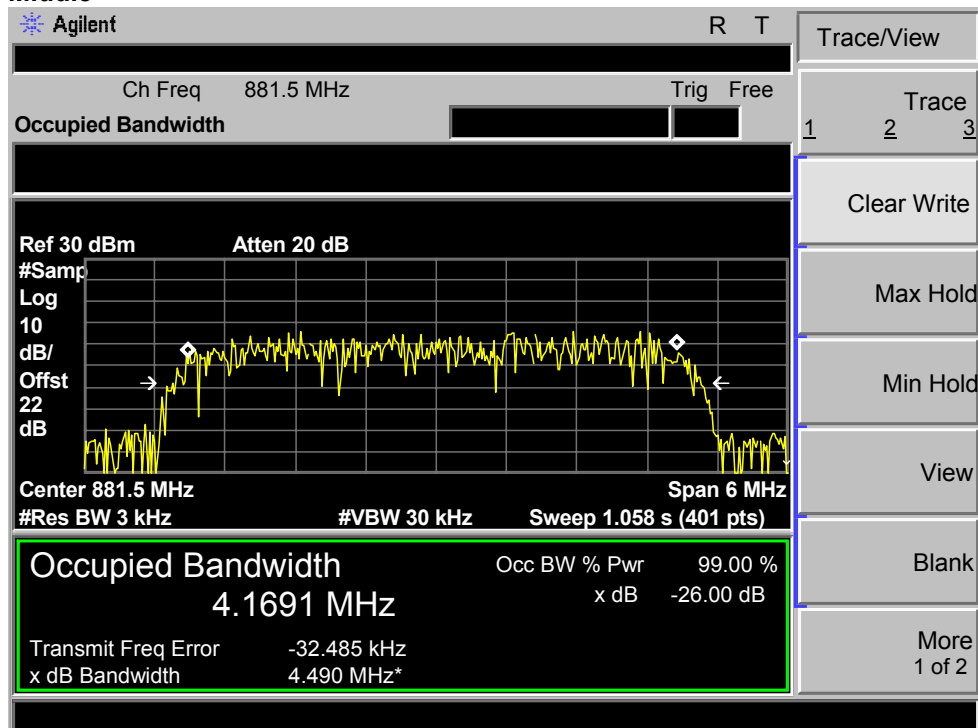 Agilent R T
Trace/View
Ch Freq 881.5 MHz Trig Free
Occupied Bandwidth
Trace
1 2 3
Clear Write
Ref 30 dBm Atten 20 dB
#Samp
Log
10
dB/
Offst
22
dB
Max Hold
Min Hold
View
Center 881.5 MHz Span 6 MHz
#Res BW 3 kHz #VBW 30 kHz Sweep 1.058 s (401 pts)
Occupied Bandwidth Occ BW % Pwr 99.00 %
4.1691 MHz x dB -26.00 dB
Transmit Freq Error -32.485 kHz
x dB Bandwidth 4.490 MHz*
Blank
More
1 of 2